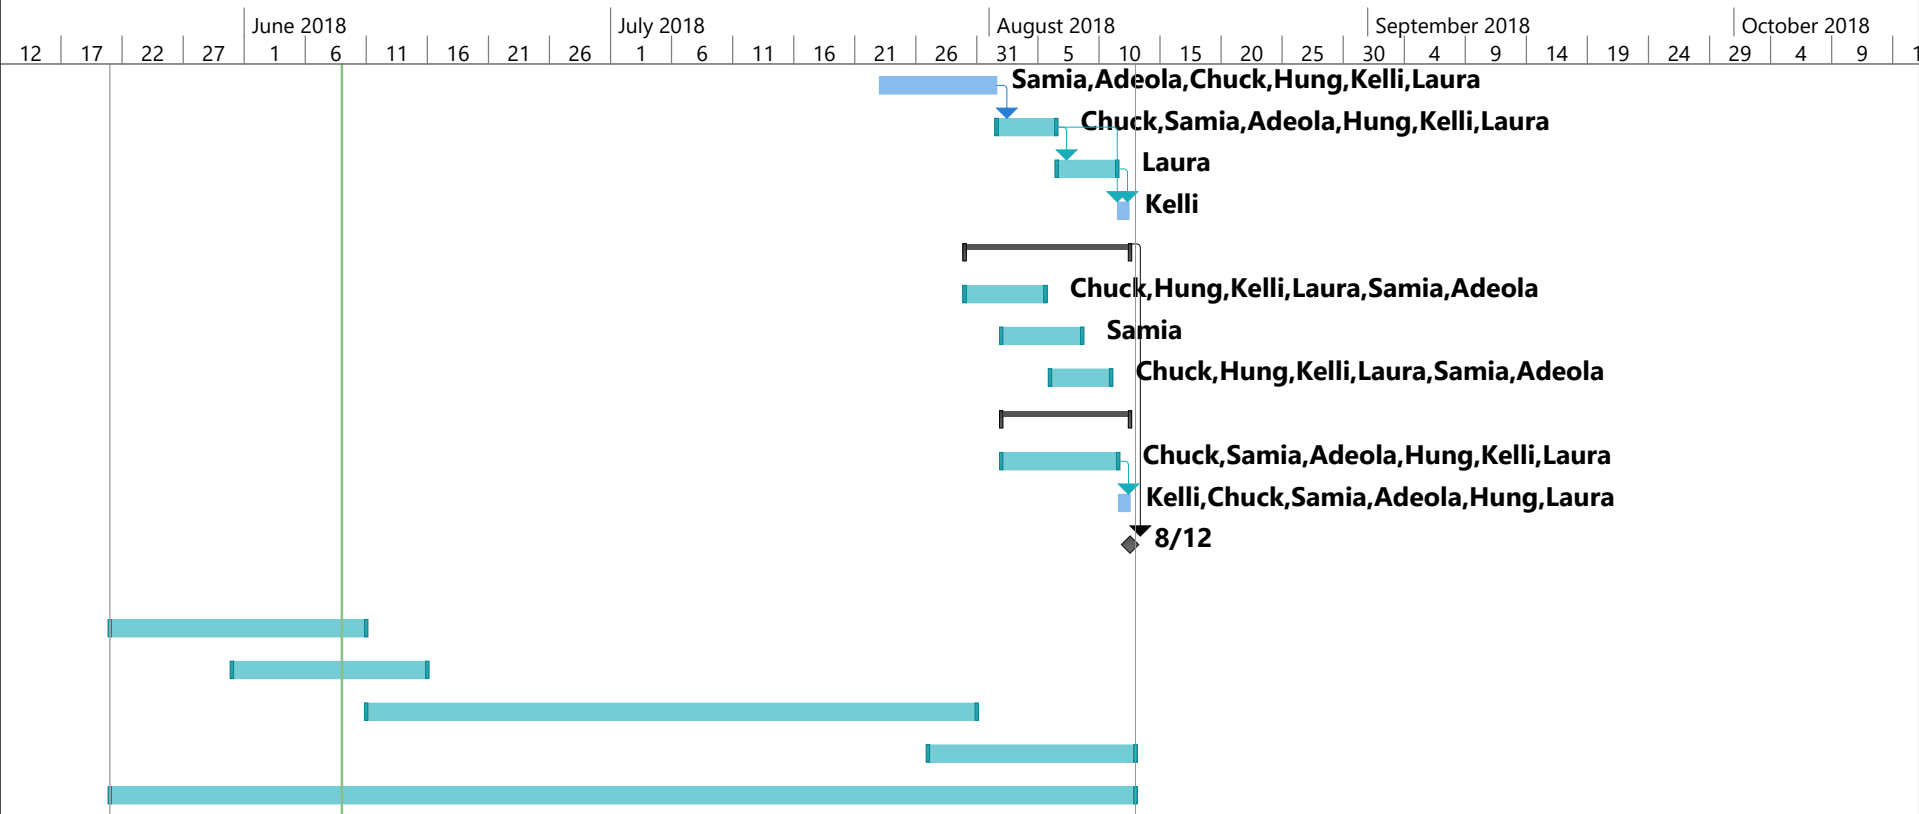 June 2018 July 2018 August 2018 September 2018 October 2018
12 17 22 27 1 6 11 16 21 26 1 6 11 16 21 26 31 5 10 15 20 25 30 4 9 14 19 24 29 4 9 1
Samia,Adeola,Chuck,Hung,Kelli,Laura
Chuck,Samia,Adeola,Hung,Kelli,Laura
Laura
Kelli
Chuck,Hung,Kelli,Laura,Samia,Adeola
Samia
Chuck,Hung,Kelli,Laura,Samia,Adeola
Chuck,Samia,Adeola,Hung,Kelli,Laura
Kelli,Chuck,Samia,Adeola,Hung,Laura
8/12